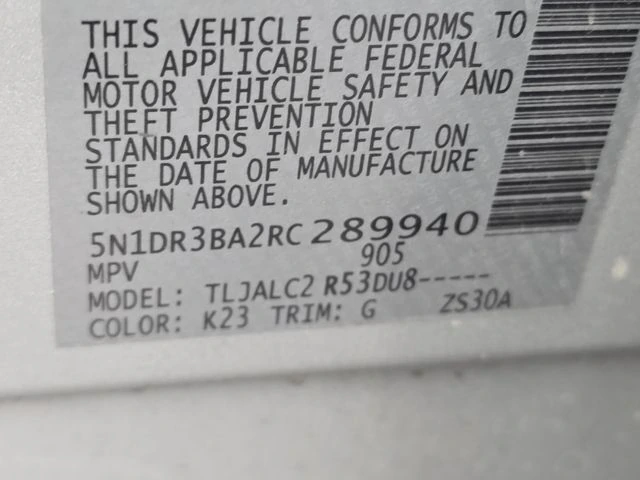 THIS VEHICLE CONFORMS TO
ALL APPLICABLE FEDERAL
MOTOR VEHICLE SAFETY AND
THEFT PREVENTION
STANDARDS IN EFFECT ON
THE DATE OF MANUFACTURE
SHOWN ABOVE.
5N1DR3BA2RC289940
MPV 905
MODEL: TLJALC2 R53DU8-----
COLOR: K23 TRIM: G ZS30A